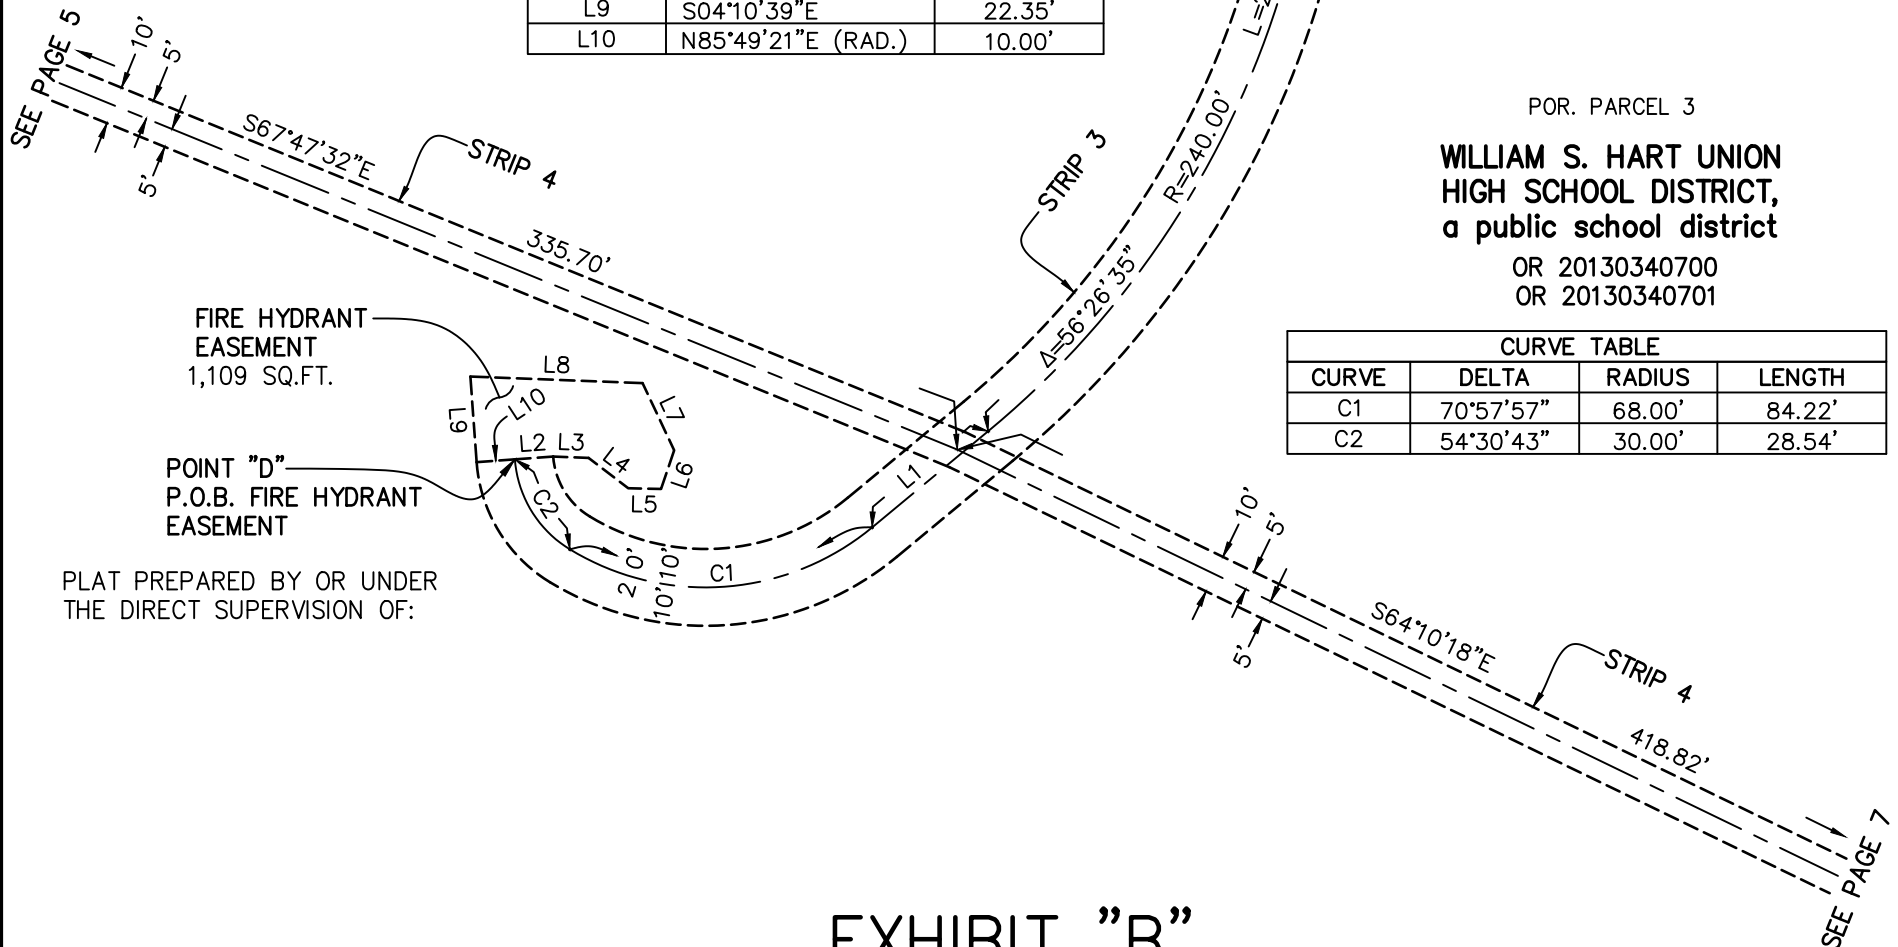 L9 S04°10'39"E 22.35'
L10 N85°49'21"E (RAD.) 10.00'
SEE PAGE 5
10'
5'
5'
S67°47'32"E
STRIP 4
335.70'
STRIP 3
R=240.00'
Δ=56°26'35"
POR. PARCEL 3
WILLIAM S. HART UNION
HIGH SCHOOL DISTRICT,
a public school district
OR 20130340700
OR 20130340701
CURVE TABLE
CURVE DELTA RADIUS LENGTH
C1 70°57'57" 68.00' 84.22'
C2 54°30'43" 30.00' 28.54'
FIRE HYDRANT
EASEMENT
1,109 SQ.FT.
L8
L10
L9
L7
L2
L3
L4
L6
L5
L1
POINT "D"
P.O.B. FIRE HYDRANT
EASEMENT
C2
C1
2 0'
10'
10'
PLAT PREPARED BY OR UNDER
THE DIRECT SUPERVISION OF:
10'
5'
5'
S64°10'18"E
STRIP 4
418.82'
SEE PAGE 7
EXHIBIT "B"